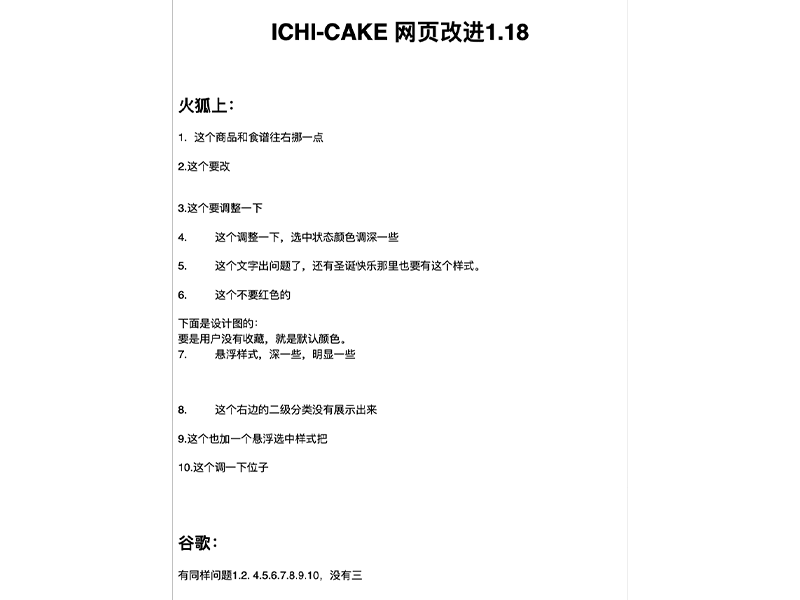 ICHI-CAKE 网页改进1.18
火狐上：
1. 这个商品和食谱往右挪一点
2.这个要改
3.这个要调整一下
4. 这个调整一下，选中状态颜色调深一些
5. 这个文字出问题了，还有圣诞快乐那里也要有这个样式。
6. 这个不要红色的
下面是设计图的：
要是用户没有收藏，就是默认颜色。
7. 悬浮样式，深一些，明显一些
8. 这个右边的二级分类没有展示出来
9.这个也加一个悬浮选中样式把
10.这个调一下位子
谷歌：
有同样问题1.2. 4.5.6.7.8.9.10，没有三